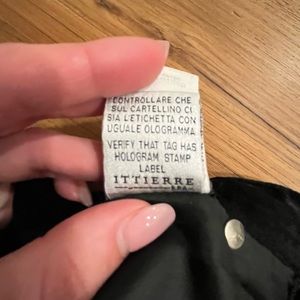 CONTROLLARE CHE
SUL CARTELLINO CI
SIA L'ETICHETTA CON
UGUALE OLOGRAMMA
VERIFY THAT TAG HAS
HOLOGRAM STAMP
LABEL
ITTIERRE
S.P.A.